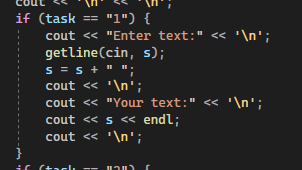 cout << '\n' << '\n';
if (task == "1") {
cout << "Enter text:" << '\n';
getline(cin, s);
s = s + " ";
cout << '\n';
cout << "Your text:" << '\n';
cout << s << endl;
cout << '\n';
}
if (task == "2") {